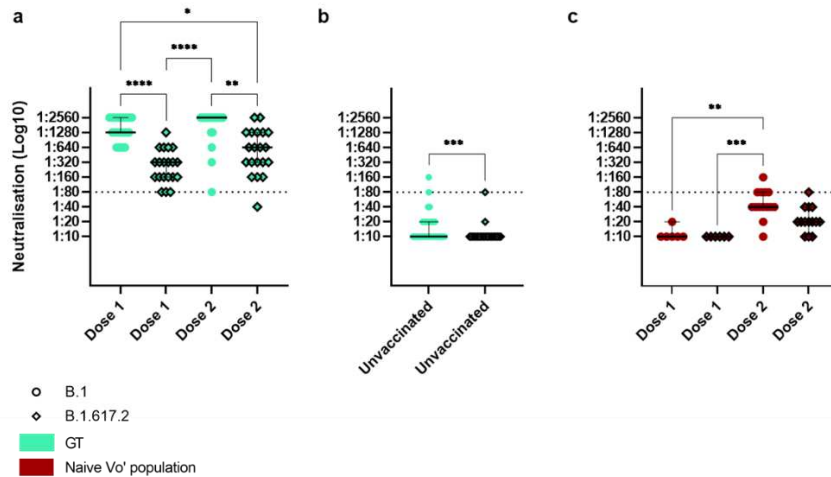 a
b
c
*
****
****
**
***
**
***
Neutralisation (Log10)
1:2560
1:1280
1:640
1:320
1:160
1:80
1:40
1:20
1:10
1:2560
1:1280
1:640
1:320
1:160
1:80
1:40
1:20
1:10
1:2560
1:1280
1:640
1:320
1:160
1:80
1:40
1:20
1:10
Dose 1
Dose 1
Dose 2
Dose 2
Unvaccinated
Unvaccinated
Dose 1
Dose 1
Dose 2
Dose 2
B.1
B.1.617.2
GT
Naive Vo' population